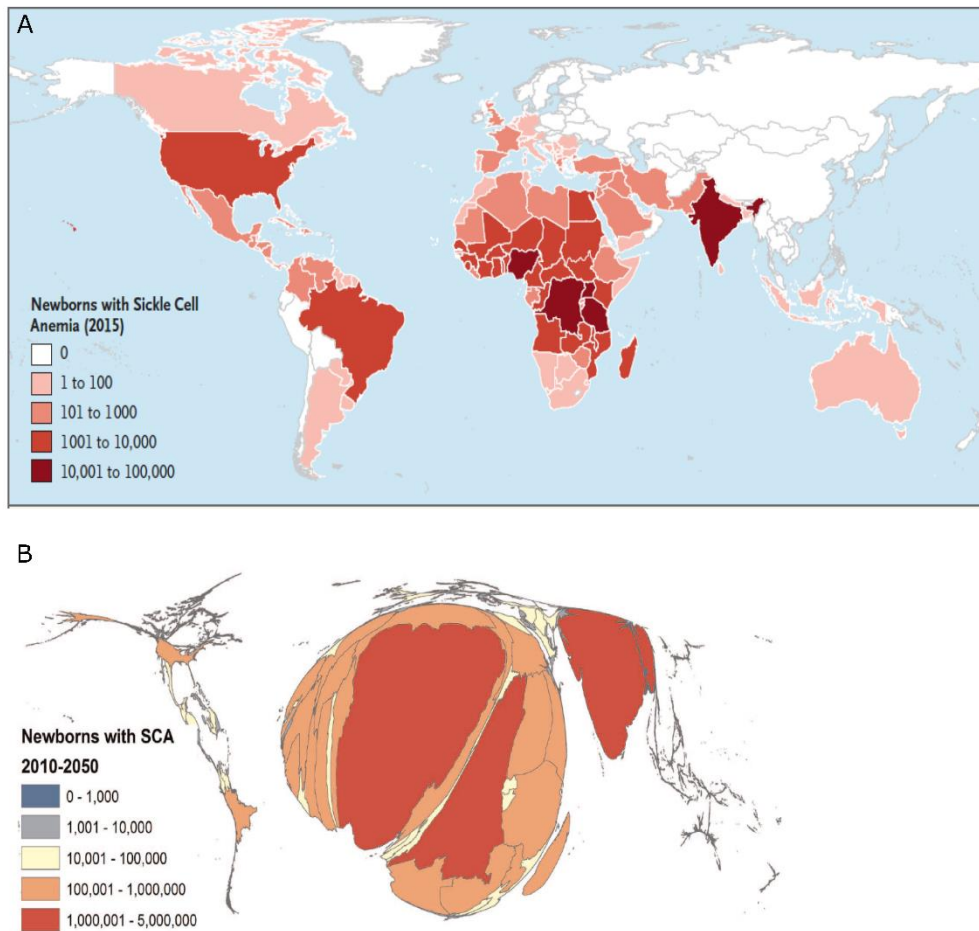 A
Newborns with Sickle Cell
Anemia (2015)
0
1 to 100
101 to 1000
1001 to 10,000
10,001 to 100,000
B
Newborns with SCA
2010-2050
0 - 1,000
1,001 - 10,000
10,001 - 100,000
100,001 - 1,000,000
1,000,001 - 5,000,000